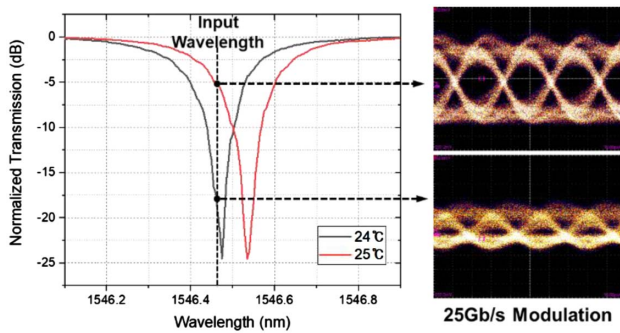 Input
Wavelength
Normalized Transmission (dB)
0
-5
-10
-15
-20
-25
24℃
25℃
1546.2
1546.4
1546.6
1546.8
Wavelength (nm)
25Gb/s Modulation